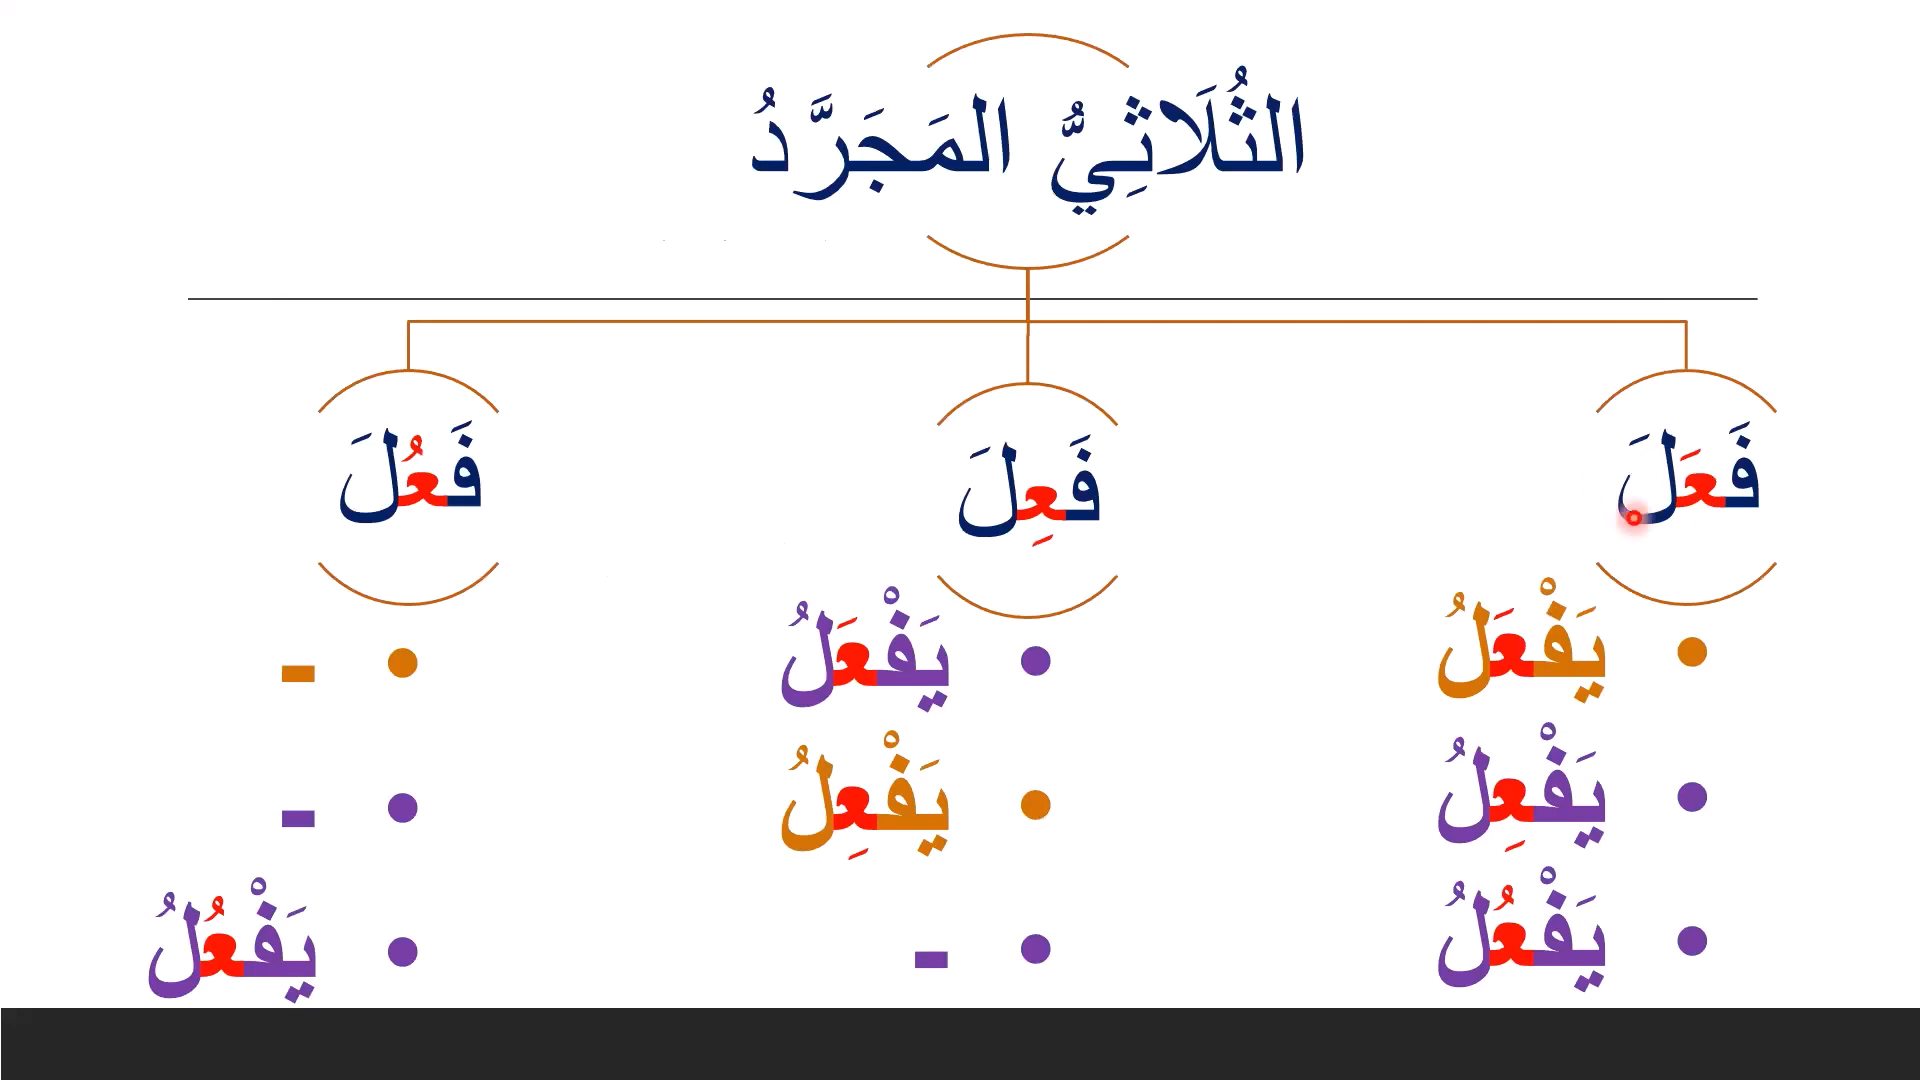 الثُلَاثِيُّ المَجَرَّدُ
فَعَلَ
• يَفْعَلُ
• يَفْعِلُ
• يَفْعُلُ
فَعِلَ
• يَفْعَلُ
• يَفْعِلُ
• -
فَعُلَ
• -
• -
• يَفْعُلُ